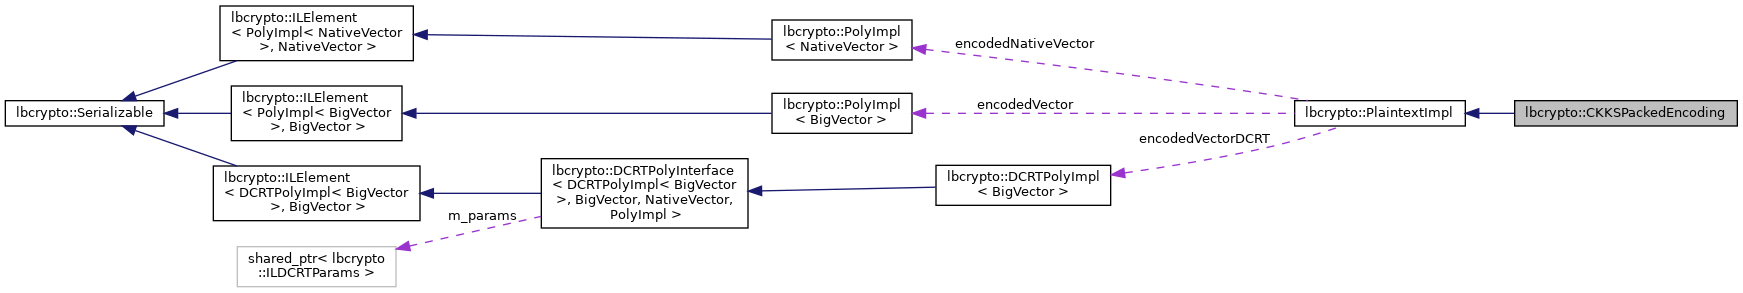 lbcrypto::ILElement
< PolyImpl< NativeVector
>, NativeVector >
lbcrypto::PolyImpl
< NativeVector >
encodedNativeVector
lbcrypto::Serializable
lbcrypto::ILElement
< PolyImpl< BigVector
>, BigVector >
lbcrypto::PolyImpl
< BigVector >
encodedVector
lbcrypto::PlaintextImpl
lbcrypto::CKKSPackedEncoding
encodedVectorDCRT
lbcrypto::ILElement
< DCRTPolyImpl< BigVector
>, BigVector >
lbcrypto::DCRTPolyInterface
< DCRTPolyImpl< BigVector
>, BigVector, NativeVector,
PolyImpl >
lbcrypto::DCRTPolyImpl
< BigVector >
m_params
shared_ptr< lbcrypto
::ILDCRTParams >